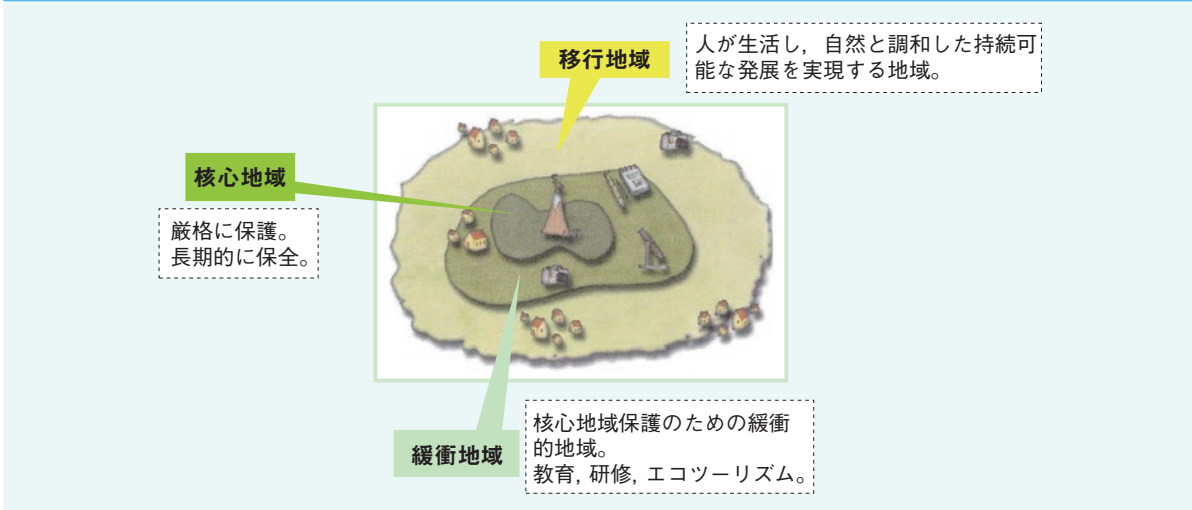 移行地域
人が生活し，自然と調和した持続可
能な発展を実現する地域。
核心地域
厳格に保護。
長期的に保全。
緩衝地域
核心地域保護のための緩衝
的地域。
教育，研修，エコツーリズム。